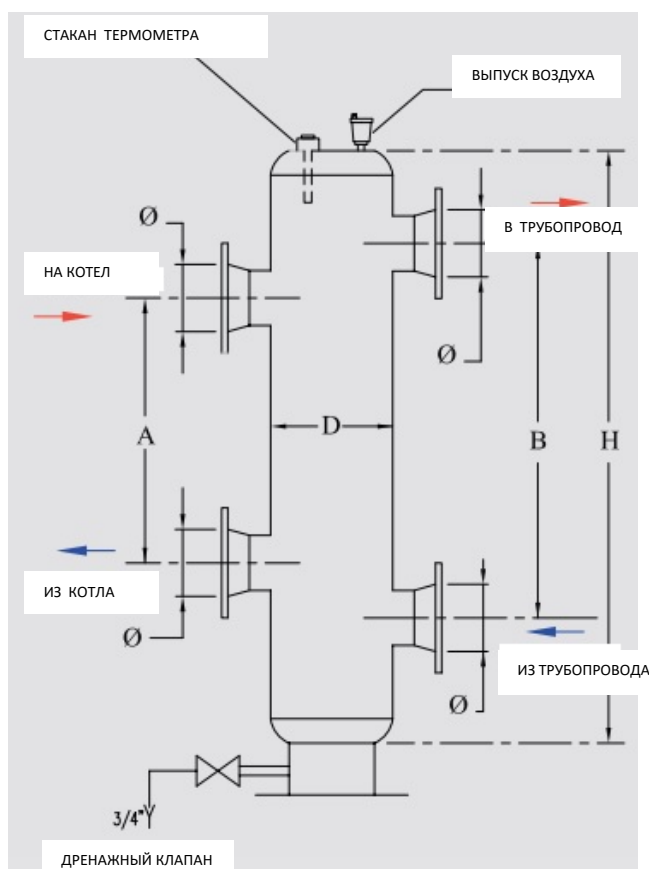 СТАКАН ТЕРМОМЕТРА
ВЫПУСК ВОЗДУХА
Ø
В ТРУБОПРОВОД
НА КОТЕЛ
Ø
A
D
B
H
ИЗ КОТЛА
Ø
ИЗ ТРУБОПРОВОДА
Ø
3/4"
ДРЕНАЖНЫЙ КЛАПАН